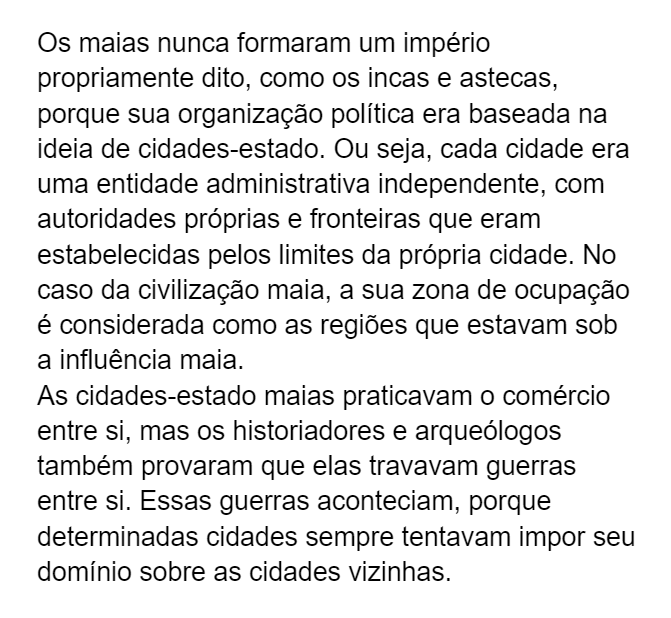 Os maias nunca formaram um império
propriamente dito, como os incas e astecas,
porque sua organização política era baseada na
ideia de cidades-estado. Ou seja, cada cidade era
uma entidade administrativa independente, com
autoridades próprias e fronteiras que eram
estabelecidas pelos limites da própria cidade. No
caso da civilização maia, a sua zona de ocupação
é considerada como as regiões que estavam sob
a influência maia.
As cidades-estado maias praticavam o comércio
entre si, mas os historiadores e arqueólogos
também provaram que elas travavam guerras
entre si. Essas guerras aconteciam, porque
determinadas cidades sempre tentavam impor seu
domínio sobre as cidades vizinhas.